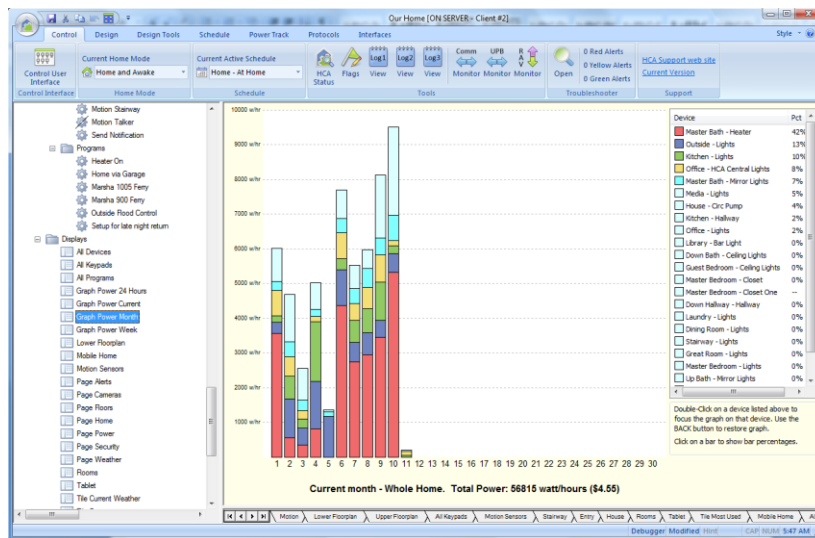 Our Home [ON SERVER - Client #2]
Control Design Design Tools Schedule Power Track Protocols Interfaces Style
Current Home Mode
Home and Awake
Current Active Schedule
Home - At Home
Control User
Interface
HCA
Status
Flags
Log1
View
Log2
View
Log3
View
Comm
Monitor
UPB
Monitor
R
A
V
Monitor
Open
0 Red Alerts
0 Yellow Alerts
0 Green Alerts
HCA Support web site
Current Version
Control Interface Home Mode Schedule Tools Troubleshooter Support
Motion Stairway
Motion Talker
Send Notification
Programs
Heater On
Home via Garage
Marsha 1005 Ferry
Marsha 900 Ferry
Outside Flood Control
Setup for late night return
Displays
All Devices
All Keypads
All Programs
Graph Power 24 Hours
Graph Power Current
Graph Power Month
Graph Power Week
Lower Floorplan
Mobile Home
Motion Sensors
Page Alerts
Page Cameras
Page Floors
Page Home
Page Power
Page Security
Page Weather
Rooms
Tablet
Tile Current Weather
10000 w/hr
9000 w/hr
8000 w/hr
7000 w/hr
6000 w/hr
5000 w/hr
4000 w/hr
3000 w/hr
2000 w/hr
1000 w/hr
1 2 3 4 5 6 7 8 9 10 11 12 13 14 15 16 17 18 19 20 21 22 23 24 25 26 27 28 29 30
Current month - Whole Home. Total Power: 56815 watt/hours ($4.55)
Device Pct
Master Bath - Heater 42%
Outside - Lights 13%
Kitchen - Lights 10%
Office - HCA Central Lights 8%
Master Bath - Mirror Lights 7%
Media - Lights 5%
House - Circ Pump 4%
Kitchen - Hallway 2%
Office - Lights 2%
Library - Bar Light 0%
Down Bath - Ceiling Lights 0%
Guest Bedroom - Ceiling Lights 0%
Master Bedroom - Closet 0%
Master Bedroom - Closet One --
Down Hallway - Hallway 0%
Laundry - Lights 0%
Dining Room - Lights 0%
Stairway - Lights 0%
Great Room - Lights 0%
Master Bedroom - Lights 0%
Up Bath - Mirror Lights 0%
Double-Click on a device listed above to
focus the graph on that device. Use the
BACK button to restore graph.
Click on a bar to show bar percentages.
Motion Lower Floorplan Upper Floorplan All Keypads Motion Sensors Stairway Entry House Rooms Tablet Tile Most Used Mobile Home
Debugger Modified Hint CAP NUM 5:47 AM